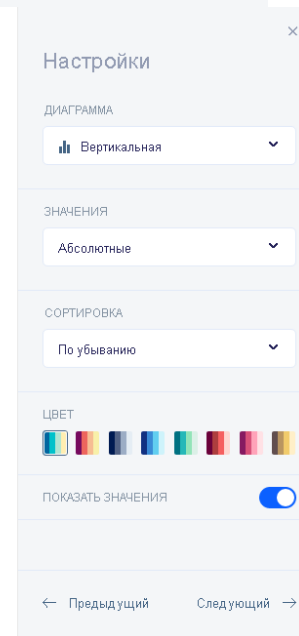 Настройки
ДИАГРАММА
Вертикальная
ЗНАЧЕНИЯ
Абсолютные
СОРТИРОВКА
По убыванию
ЦВЕТ
ПОКАЗАТЬ ЗНАЧЕНИЯ
← Предыдущий Следующий →